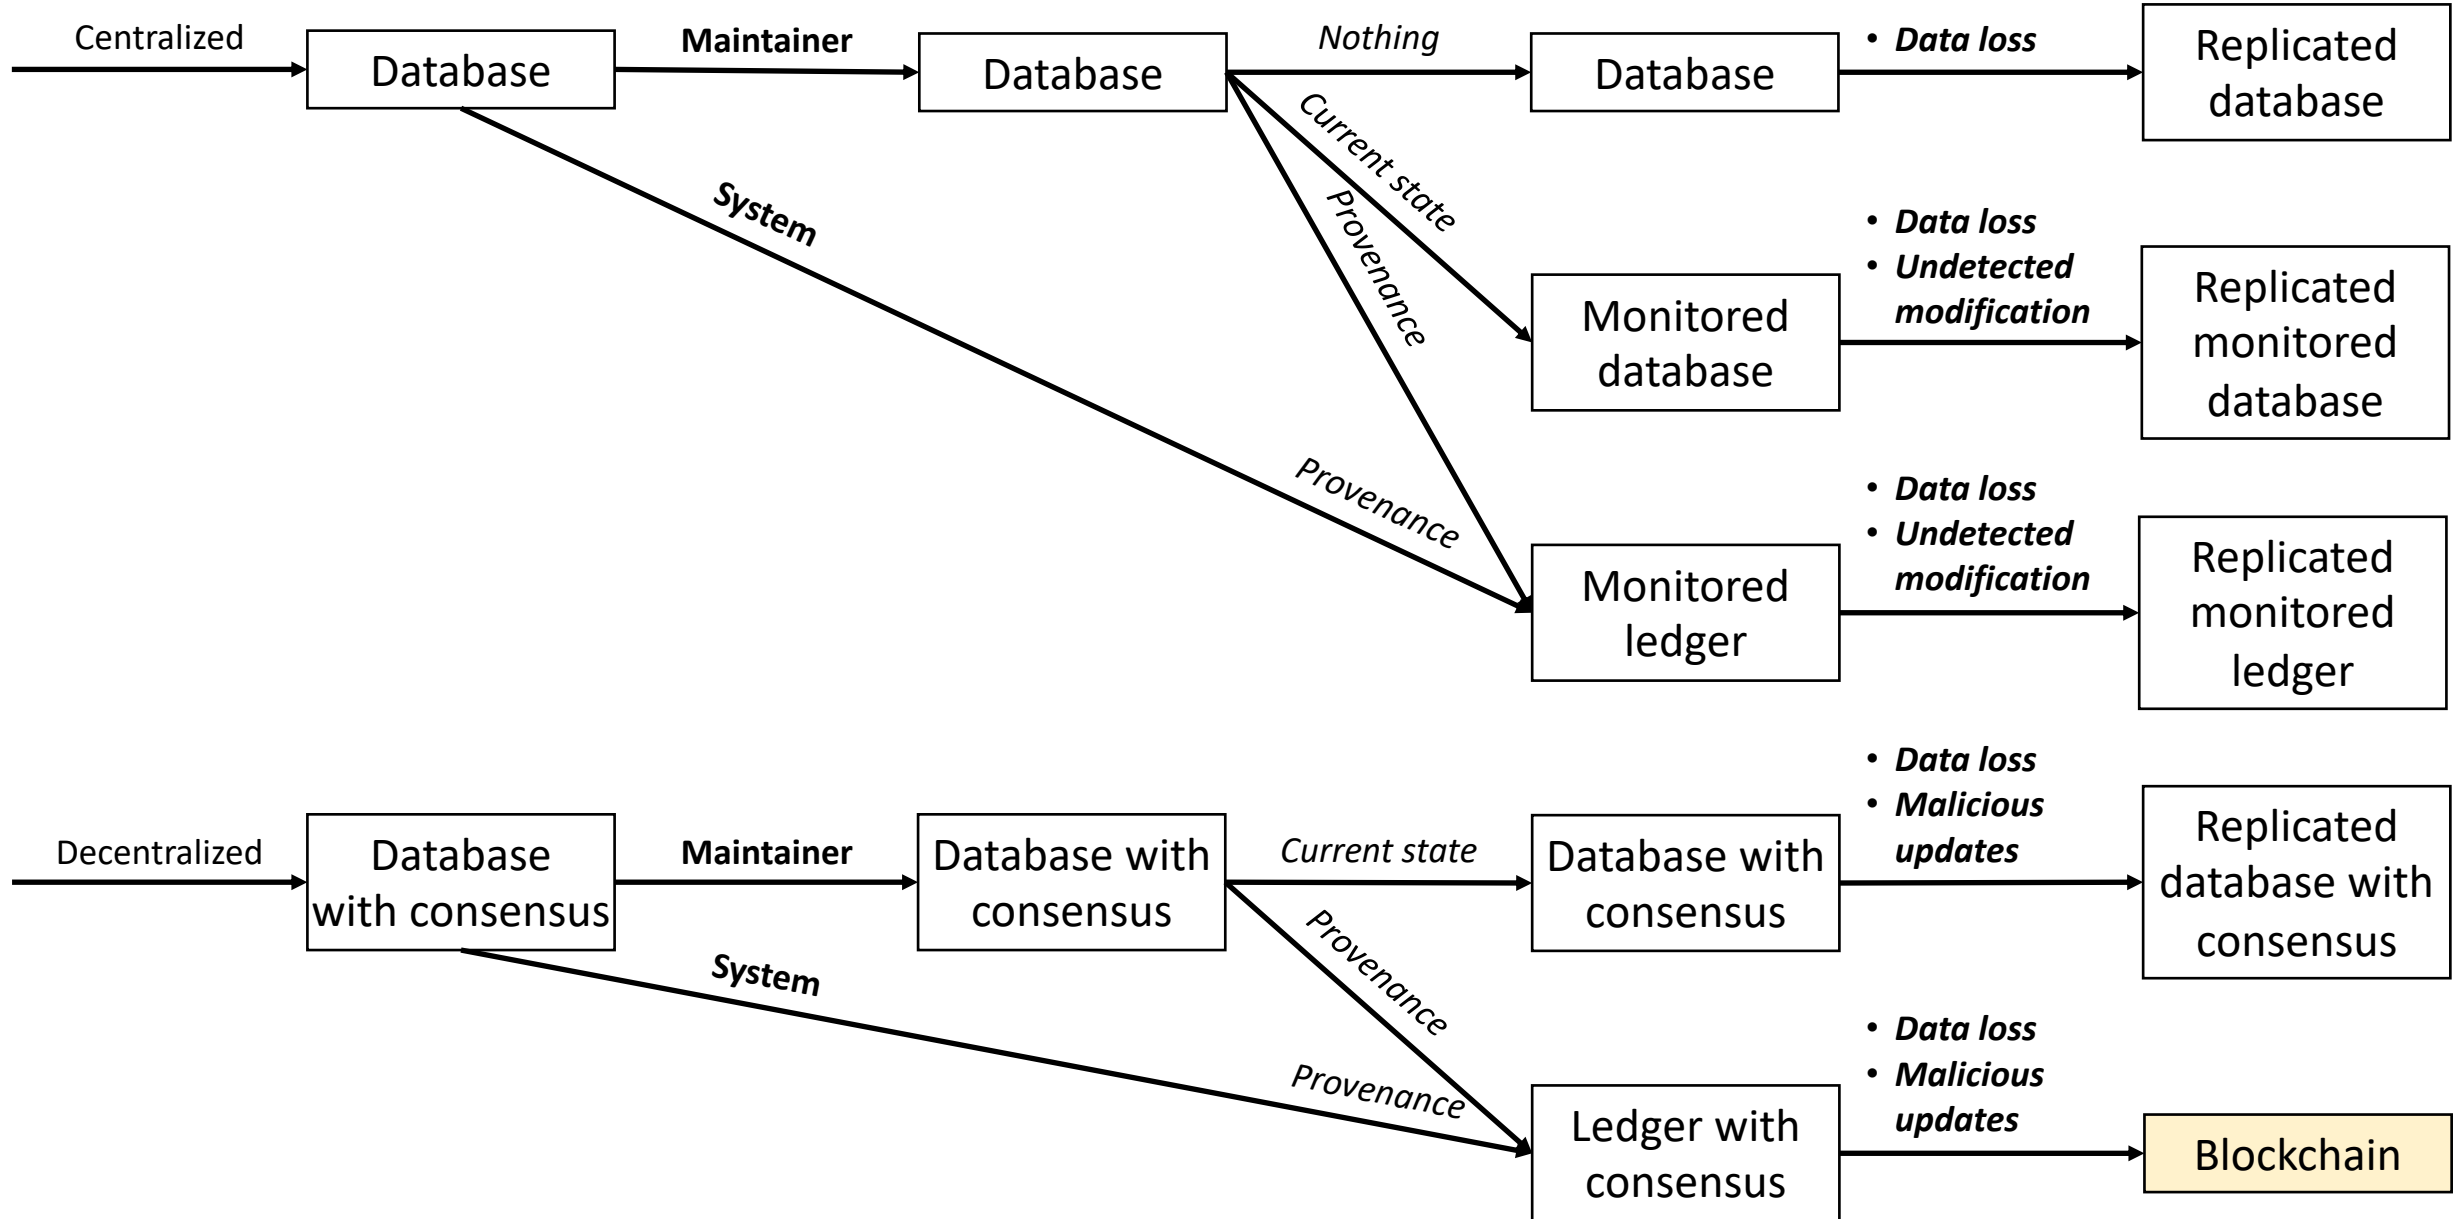 Centralized
Database
Maintainer
Database
Nothing
Database
• Data loss
Replicated
database
System
Current state
Provenance
Provenance
Monitored
database
• Data loss
• Undetected
modification
Replicated
monitored
database
Monitored
ledger
• Data loss
• Undetected
modification
Replicated
monitored
ledger
Decentralized
Database
with consensus
Maintainer
Database with
consensus
Current state
Database with
consensus
• Data loss
• Malicious
updates
Replicated
database with
consensus
System
Provenance
Provenance
Ledger with
consensus
• Data loss
• Malicious
updates
Blockchain